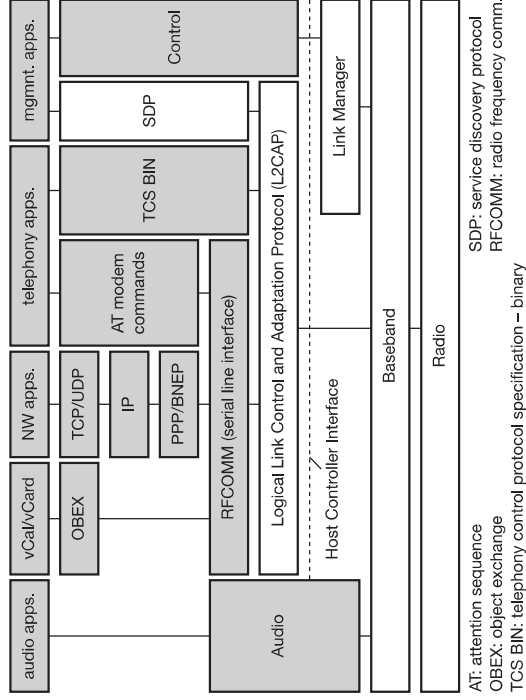 audio apps.
vCal/vCard
NW apps.
telephony apps.
mgmnt. apps.
OBEX
TCP/UDP
IP
PPP/BNEP
AT modem
commands
TCS BIN
SDP
Control
RFCOMM (serial line interface)
Logical Link Control and Adaptation Protocol (L2CAP)
Audio
Host Controller Interface
Link Manager
Baseband
Radio
AT: attention sequence
OBEX: object exchange
TCS BIN: telephony control protocol specification – binary
SDP: service discovery protocol
RFCOMM: radio frequency comm.